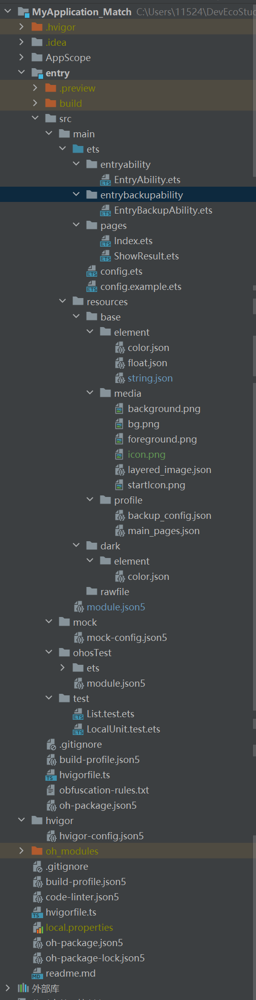 MyApplication_Match C:\Users\11524\DevEcoStuc
.hvigor
.idea
AppScope
entry
.preview
build
src
main
ets
entryability
EntryAbility.ets
entrybackupability
EntryBackupAbility.ets
pages
Index.ets
ShowResult.ets
config.ets
config.example.ets
resources
base
element
color.json
float.json
string.json
media
background.png
bg.png
foreground.png
icon.png
layered_image.json
startIcon.png
profile
backup_config.json
main_pages.json
dark
element
color.json
rawfile
module.json5
mock
mock-config.json5
ohosTest
ets
module.json5
test
List.test.ets
LocalUnit.test.ets
.gitignore
build-profile.json5
hvigorfile.ts
obfuscation-rules.txt
oh-package.json5
hvigor
hvigor-config.json5
oh_modules
.gitignore
build-profile.json5
code-linter.json5
hvigorfile.ts
local.properties
oh-package.json5
oh-package-lock.json5
readme.md
外部库